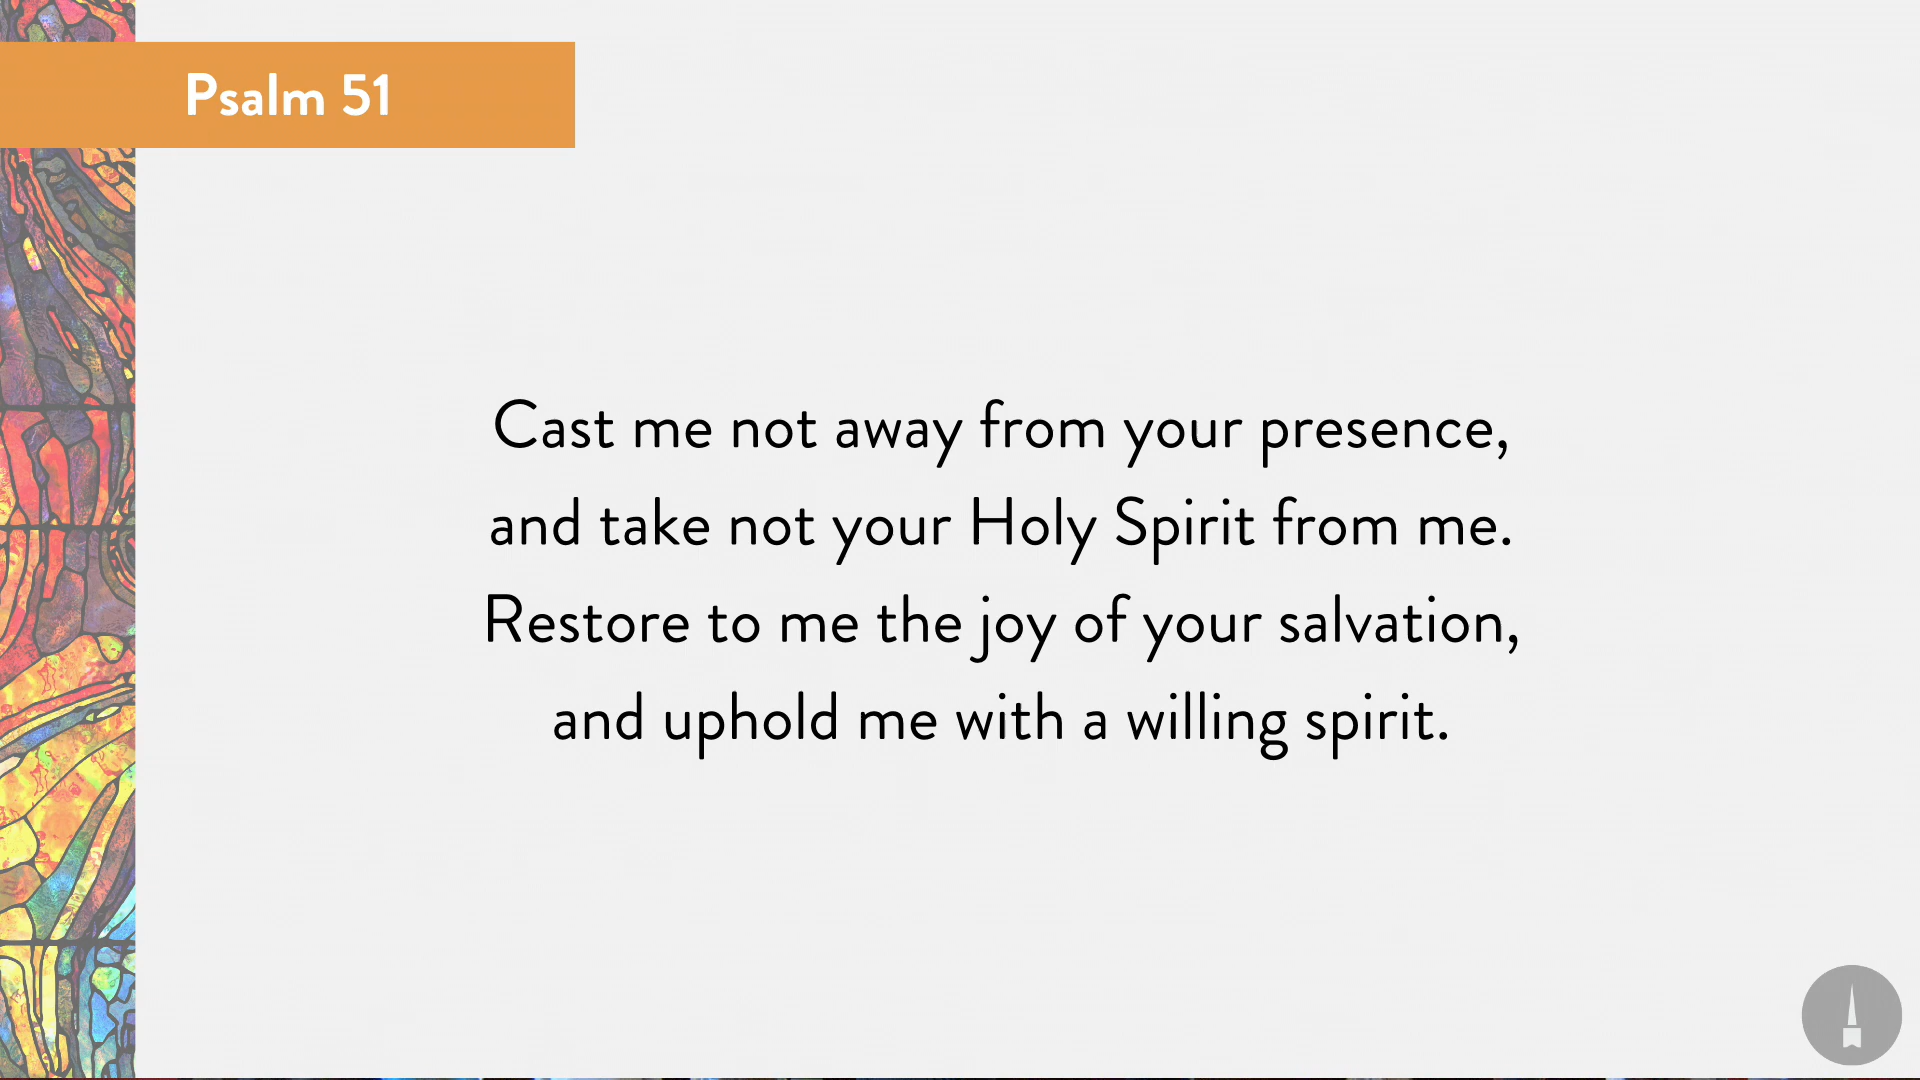 Psalm 51
Cast me not away from your presence,
and take not your Holy Spirit from me.
Restore to me the joy of your salvation,
and uphold me with a willing spirit.